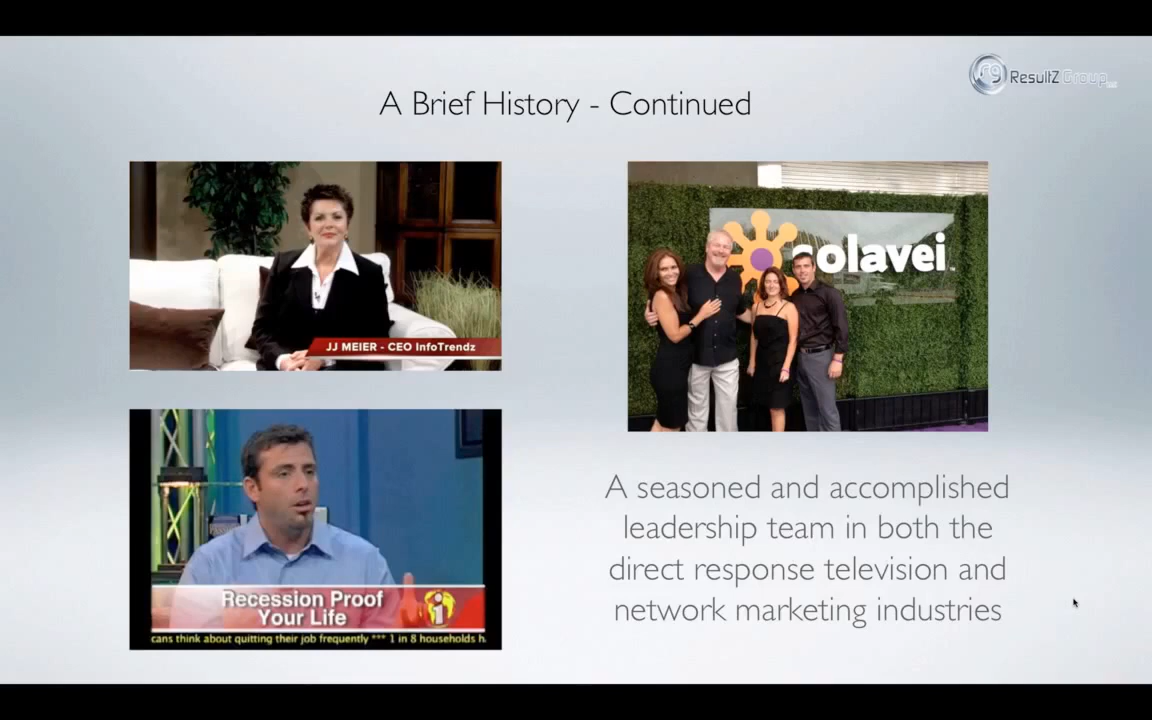 rg ResultZ Group
A Brief History - Continued
JJ MEIER - CEO InfoTrendz
solavei
Recession Proof
Your Life
cans think about quitting their job frequently *** 1 in 8 households h
A seasoned and accomplished
leadership team in both the
direct response television and
network marketing industries